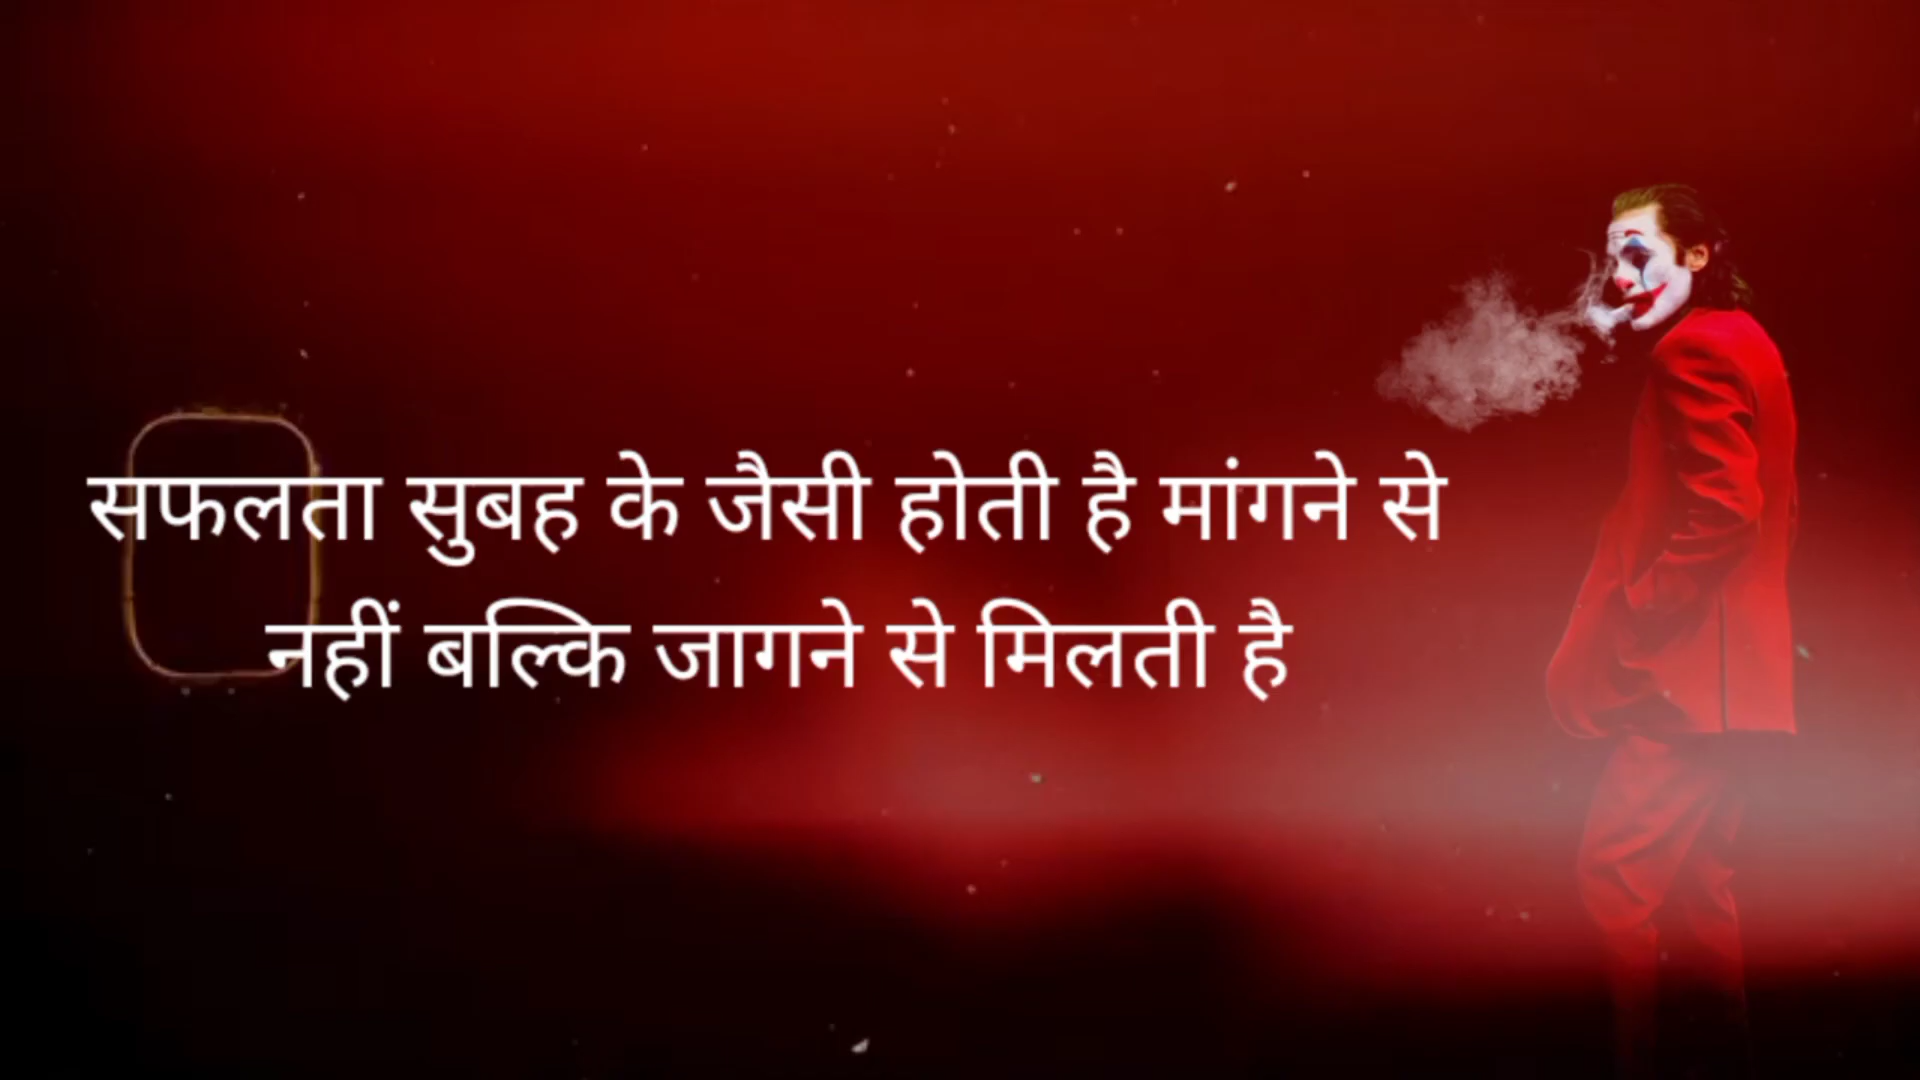 सफलता सुबह के जैसी होती है मांगने से
नहीं बल्कि जागने से मिलती है